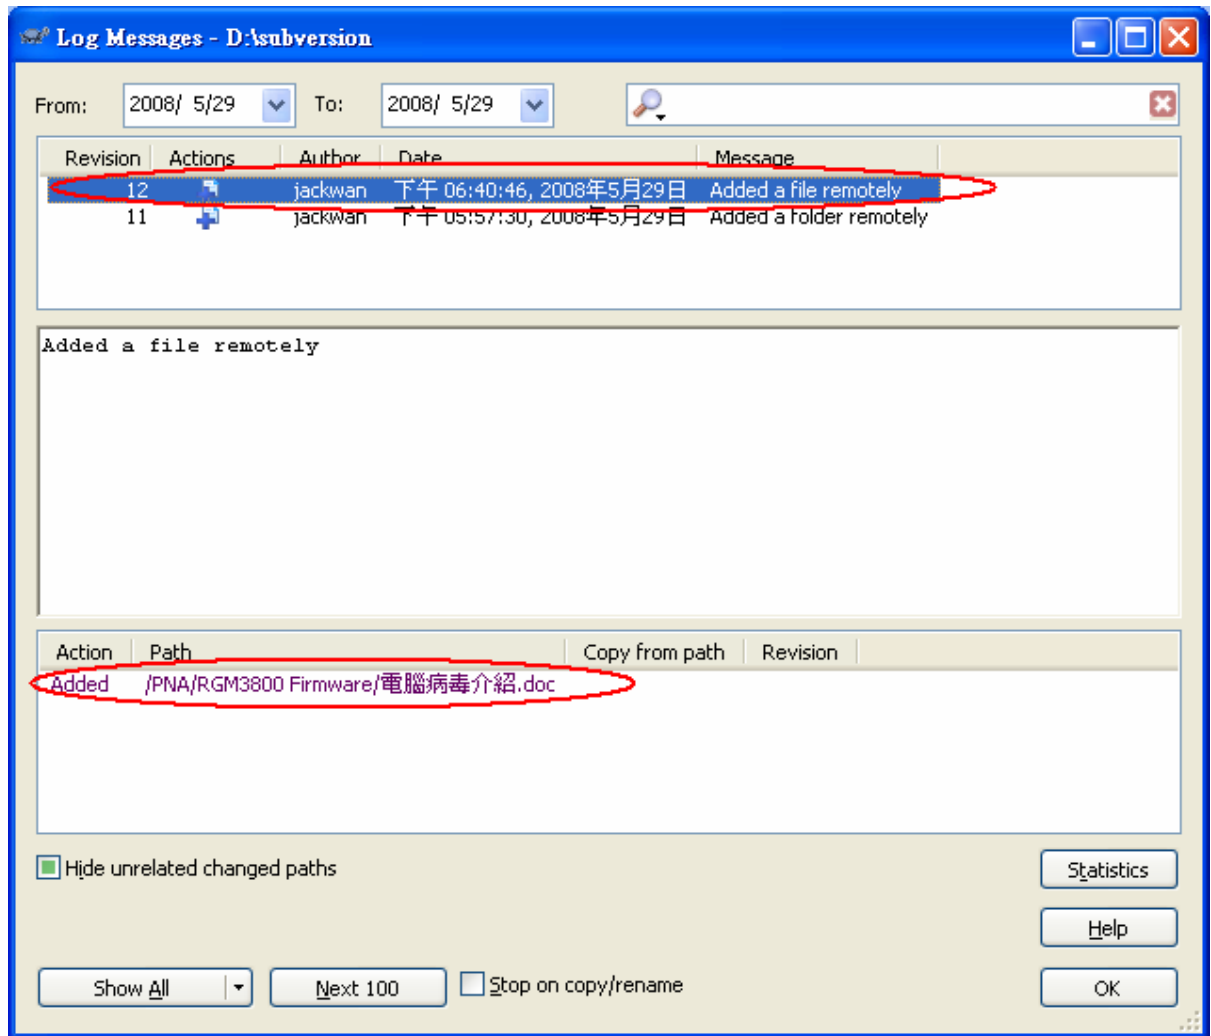 Log Messages - D:\subversion
From: 2008/ 5/29 To: 2008/ 5/29
Revision Actions Author Date Message
12 jackwan 下午 06:40:46, 2008年5月29日 Added a file remotely
11 jackwan 下午 05:57:30, 2008年5月29日 Added a folder remotely
Added a file remotely
Action Path Copy from path Revision
Added /PNA/RGM3800 Firmware/電腦病毒介紹.doc
Hide unrelated changed paths
Statistics
Help
Show All Next 100 Stop on copy/rename OK